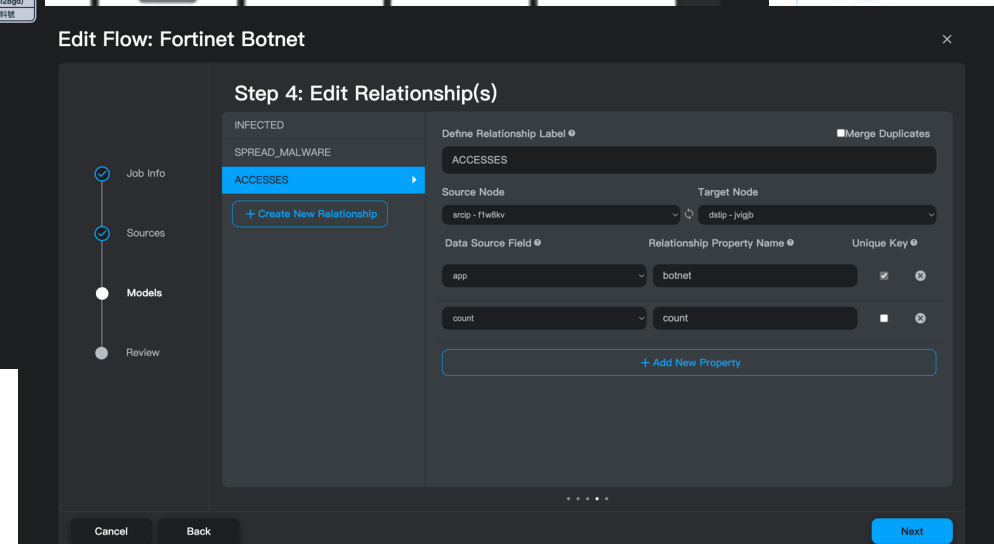 料號
Edit Flow: Fortinet Botnet
Step 4: Edit Relationship(s)
Job Info
Sources
Models
Review
INFECTED
SPREAD_MALWARE
ACCESSES
+ Create New Relationship
Define Relationship Label
Merge Duplicates
ACCESSES
Source Node
Target Node
srcip - f1w8kv
dstip - jvigjb
Data Source Field
Relationship Property Name
Unique Key
app
botnet
count
count
+ Add New Property
Cancel
Back
Next